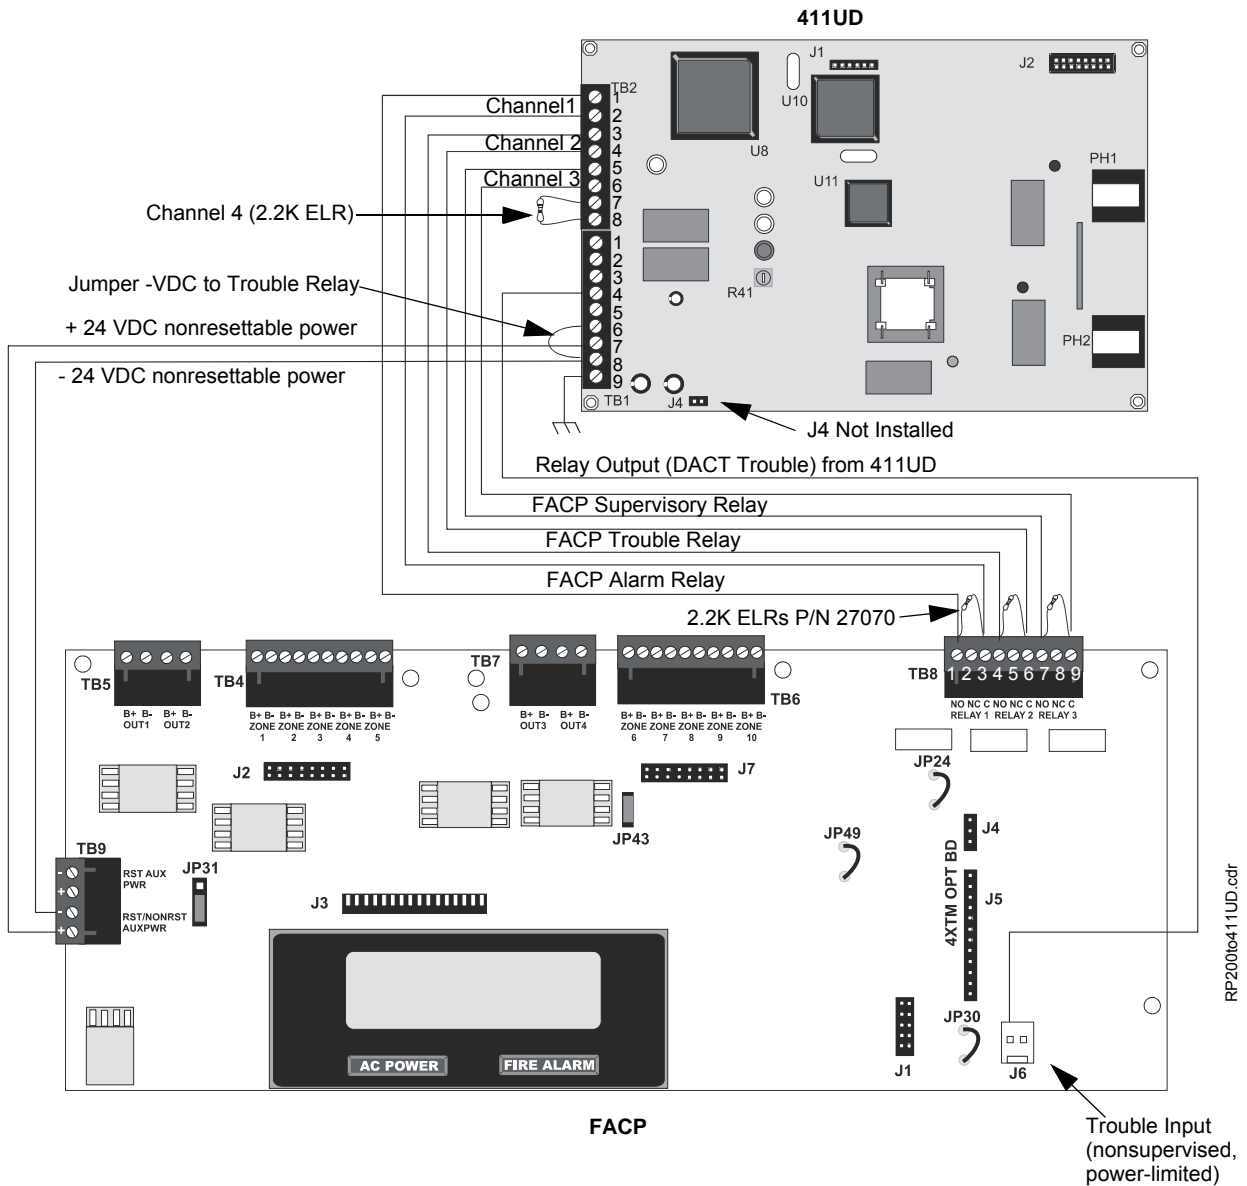 411UD
TB2
1
2
3
4
5
6
7
8
Channel1
Channel 2
Channel 3
Channel 4 (2.2K ELR)
J1
J2
U10
U8
U11
PH1
PH2
R41
1
2
3
4
5
6
7
8
9
TB1
J4
Jumper -VDC to Trouble Relay
+ 24 VDC nonresettable power
- 24 VDC nonresettable power
J4 Not Installed
Relay Output (DACT Trouble) from 411UD
FACP Supervisory Relay
FACP Trouble Relay
FACP Alarm Relay
2.2K ELRs P/N 27070
TB5
B+ B- B+ B-
OUT1 OUT2
TB4
B+ B- B+ B- B+ B- B+ B- B+ B-
ZONE ZONE ZONE ZONE ZONE
1 2 3 4 5
TB7
B+ B- B+ B-
OUT3 OUT4
TB6
B+ B- B+ B- B+ B- B+ B- B+ B-
ZONE ZONE ZONE ZONE ZONE
6 7 8 9 10
TB8
1 2 3 4 5 6 7 8 9
NO NC C NO NC C NO NC C
RELAY 1 RELAY 2 RELAY 3
J2
J7
JP24
JP43
JP49
J4
4XTM OPT BD
J5
TB9
- + - +
RST AUX
PWR
RST/NONRST
AUXPWR
JP31
J3
AC POWER
FIRE ALARM
J1
JP30
J6
FACP
Trouble Input
(nonsupervised,
power-limited)
RP200to411UD.cdr